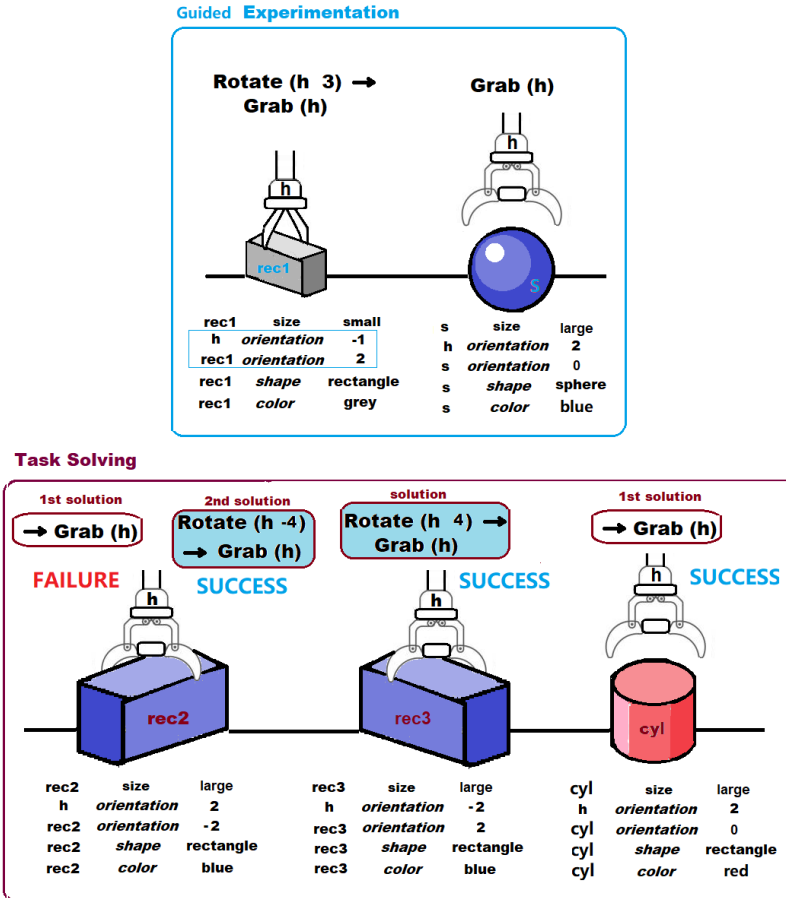 Guided Experimentation
Rotate (h 3) →
Grab (h)
Grab (h)
h
h
rec1
S
rec1 size small
h orientation -1
rec1 orientation 2
rec1 shape rectangle
rec1 color grey
s size large
h orientation 2
s orientation 0
s shape sphere
s color blue
Task Solving
1st solution
→ Grab (h)
2nd solution
Rotate (h -4)
→ Grab (h)
solution
Rotate (h 4) →
Grab (h)
1st solution
→ Grab (h)
FAILURE
SUCCESS
SUCCESS
SUCCESS
h
h
h
rec2
rec3
cyl
rec2 size large
h orientation 2
rec2 orientation -2
rec2 shape rectangle
rec2 color blue
rec3 size large
h orientation -2
rec3 orientation 2
rec3 shape rectangle
rec3 color blue
cyl size large
h orientation 2
cyl orientation 0
cyl shape rectangle
cyl color red